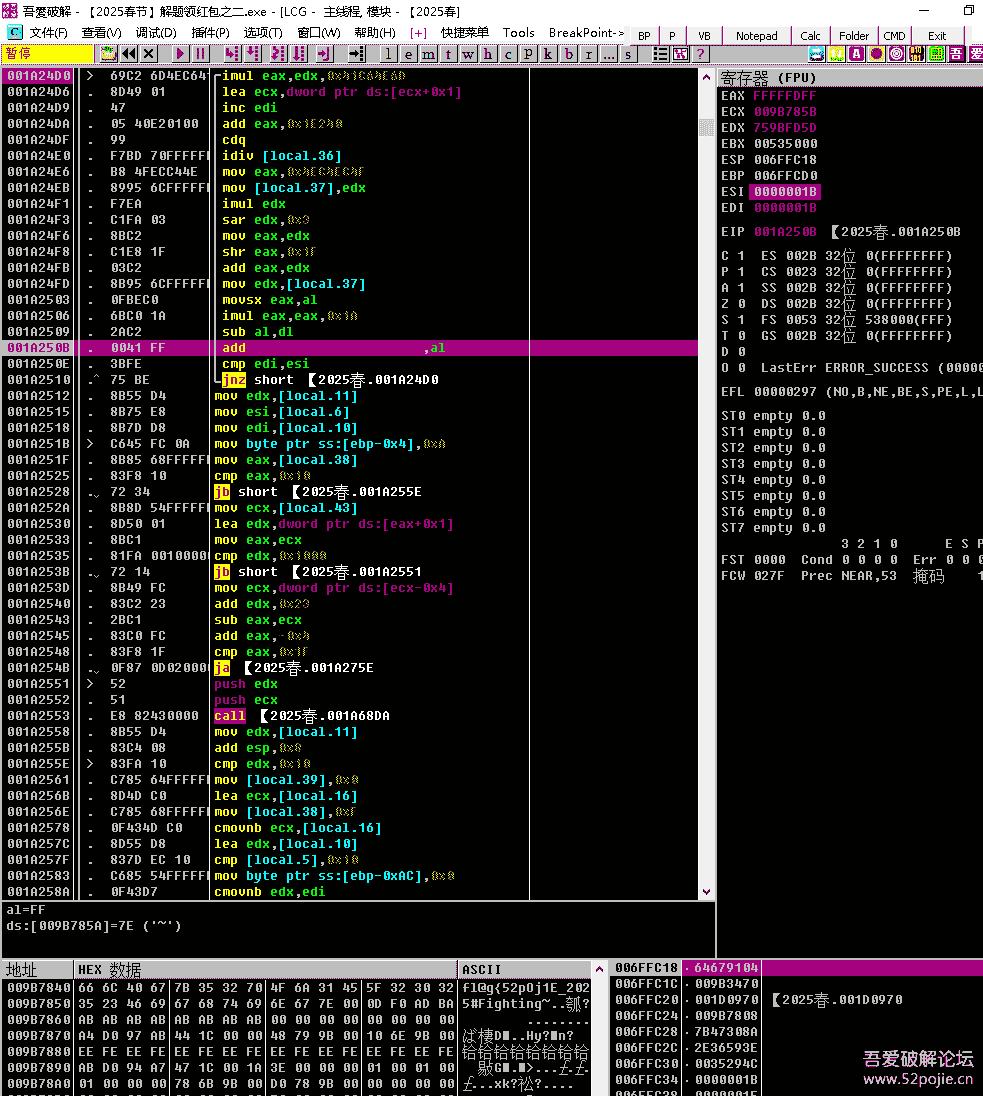 吾爱破解 - 【2025春节】解题领红包之二.exe - [LCG - 主线程, 模块 - 【2025春]
文件(F) 查看(V) 调试(D) 插件(P) 选项(T) 窗口(W) 帮助(H) [+] 快捷菜单 Tools BreakPoint-> BP P VB Notepad Calc Folder CMD Exit
暂停 l e m t w h c p k b r ... s
001A24D0 > 69C2 6D4EC64 imul eax,edx,0x41C64E6D
001A24D6 . 8D49 01 lea ecx,dword ptr ds:[ecx+0x1]
001A24D9 . 47 inc edi
001A24DA . 05 40E20100 add eax,0x1E240
001A24DF . 99 cdq
001A24E0 . F7BD 70FFFFF idiv [local.36]
001A24E6 . B8 4FECC44E mov eax,0x4EC4EC4F
001A24EB . 8995 6CFFFFF mov [local.37],edx
001A24F1 . F7EA imul edx
001A24F3 . C1FA 03 sar edx,0x3
001A24F6 . 8BC2 mov eax,edx
001A24F8 . C1E8 1F shr eax,0x1F
001A24FB . 03C2 add eax,edx
001A24FD . 8B95 6CFFFFF mov edx,[local.37]
001A2503 . 0FBEC0 movsx eax,al
001A2506 . 6BC0 1A imul eax,eax,0x1A
001A2509 . 2AC2 sub al,dl
001A250B . 0041 FF add ,al
001A250E . 3BFE cmp edi,esi
001A2510 .^ 75 BE jnz short 【2025春.001A24D0
001A2512 . 8B55 D4 mov edx,[local.11]
001A2515 . 8B75 E8 mov esi,[local.6]
001A2518 . 8B7D D8 mov edi,[local.10]
001A251B > C645 FC 0A mov byte ptr ss:[ebp-0x4],0xA
001A251F . 8B85 68FFFFF mov eax,[local.38]
001A2525 . 83F8 10 cmp eax,0x10
001A2528 .ˬ 72 34 jb short 【2025春.001A255E
001A252A . 8B8D 54FFFFF mov ecx,[local.43]
001A2530 . 8D50 01 lea edx,dword ptr ds:[eax+0x1]
001A2533 . 8BC1 mov eax,ecx
001A2535 . 81FA 0010000 cmp edx,0x1000
001A253B .ˬ 72 14 jb short 【2025春.001A2551
001A253D . 8B49 FC mov ecx,dword ptr ds:[ecx-0x4]
001A2540 . 83C2 23 add edx,0x23
001A2543 . 2BC1 sub eax,ecx
001A2545 . 83C0 FC add eax,-0x4
001A2548 . 83F8 1F cmp eax,0x1F
001A254B .ˬ 0F87 0D02000 ja 【2025春.001A275E
001A2551 > 52 push edx
001A2552 . 51 push ecx
001A2553 . E8 82430000 call 【2025春.001A68DA
001A2558 . 8B55 D4 mov edx,[local.11]
001A255B . 83C4 08 add esp,0x8
001A255E > 83FA 10 cmp edx,0x10
001A2561 . C785 64FFFFF mov [local.39],0x0
001A256B . 8D4D C0 lea ecx,[local.16]
001A256E . C785 68FFFFF mov [local.38],0xF
001A2578 . 0F434D C0 cmovnb ecx,[local.16]
001A257C . 8D55 D8 lea edx,[local.10]
001A257F . 837D EC 10 cmp [local.5],0x10
001A2583 . C685 54FFFFF mov byte ptr ss:[ebp-0xAC],0x0
001A258A . 0F43D7 cmovnb edx,edi
寄存器 (FPU)
EAX FFFFFDFF
ECX 009B785B
EDX 759BFD5D
EBX 00535000
ESP 006FFC18
EBP 006FFCD0
ESI 0000001B
EDI 0000001B
EIP 001A250B 【2025春.001A250B
C 1 ES 002B 32位 0(FFFFFFFF)
P 1 CS 0023 32位 0(FFFFFFFF)
A 1 SS 002B 32位 0(FFFFFFFF)
Z 0 DS 002B 32位 0(FFFFFFFF)
S 1 FS 0053 32位 538000(FFF)
T 0 GS 002B 32位 0(FFFFFFFF)
D 0
O 0 LastErr ERROR_SUCCESS (00000
EFL 00000297 (NO,B,NE,BE,S,PE,L,L
ST0 empty 0.0
ST1 empty 0.0
ST2 empty 0.0
ST3 empty 0.0
ST4 empty 0.0
ST5 empty 0.0
ST6 empty 0.0
ST7 empty 0.0
3 2 1 0 E S P
FST 0000 Cond 0 0 0 0 Err 0 0 0
FCW 027F Prec NEAR,53 掩码 1
al=FF
ds:[009B785A]=7E ('~')
地址 HEX 数据 ASCII
009B7840 66 6C 40 67 7B 35 32 70 4F 6A 31 45 5F 32 30 32 fl@g{52pOj1E_202
009B7850 35 23 46 69 67 68 74 69 6E 67 7E 00 0D F0 AD BA 5#Fighting~..瓠?
009B7860 AB AB AB AB AB AB AB AB 00 00 00 00 00 00 00 00 ........
009B7870 A4 D0 97 AB 44 1C 00 00 48 79 9B 00 10 6E 9B 00
009B7880 EE FE EE FE EE FE EE FE EE FE EE FE EE FE EE FE 铪铪铪铪铪铪铪铪
009B7890 AB D0 94 A7 47 1C 00 1A 3E 00 00 00 01 00 01 00
009B78A0 01 00 00 00 78 6B 9B 00 D0 78 9B 00 00 00 00 00
006FFC18 64679104
006FFC1C 009B3470
006FFC20 001D0970 【2025春.001D0970
006FFC24 009B7808
006FFC28 7B47308A
006FFC2C 2E36593E
006FFC30 0035294C
006FFC34 0000001B
吾爱破解论坛
www.52pojie.cn